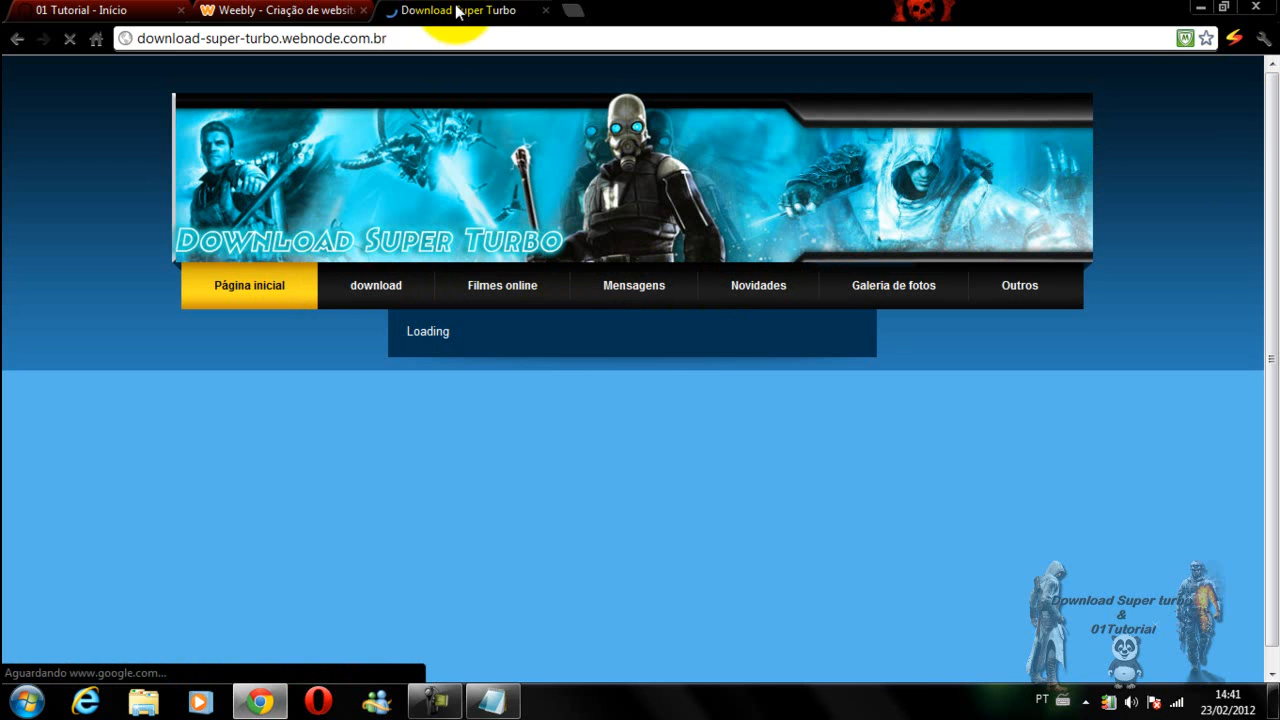 01 Tutorial - Início
Weebly - Criação de website
Download Super Turbo
download-super-turbo.webnode.com.br
Download Super Turbo
Página inicial
download
Filmes online
Mensagens
Novidades
Galeria de fotos
Outros
Loading
Download Super turbo
&
01Tutorial
Aguardando www.google.com...
PT
14:41
23/02/2012